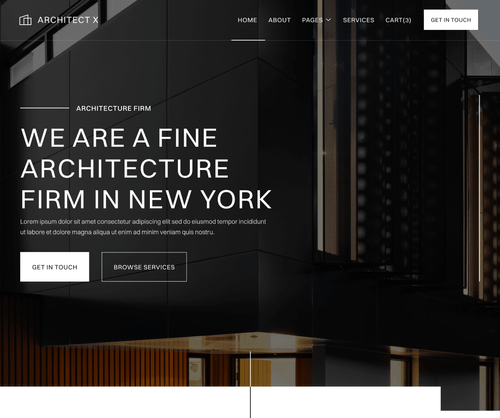 ARCHITECT X
HOME ABOUT PAGES SERVICES CART(3) GET IN TOUCH
ARCHITECTURE FIRM
WE ARE A FINE
ARCHITECTURE
FIRM IN NEW YORK
Lorem ipsum dolor sit amet consectetur adipiscing elit sed do eiusmod tempor incididunt
ut labore et dolore magna aliqua ut enim ad minim veniam quis nostru.
GET IN TOUCH BROWSE SERVICES